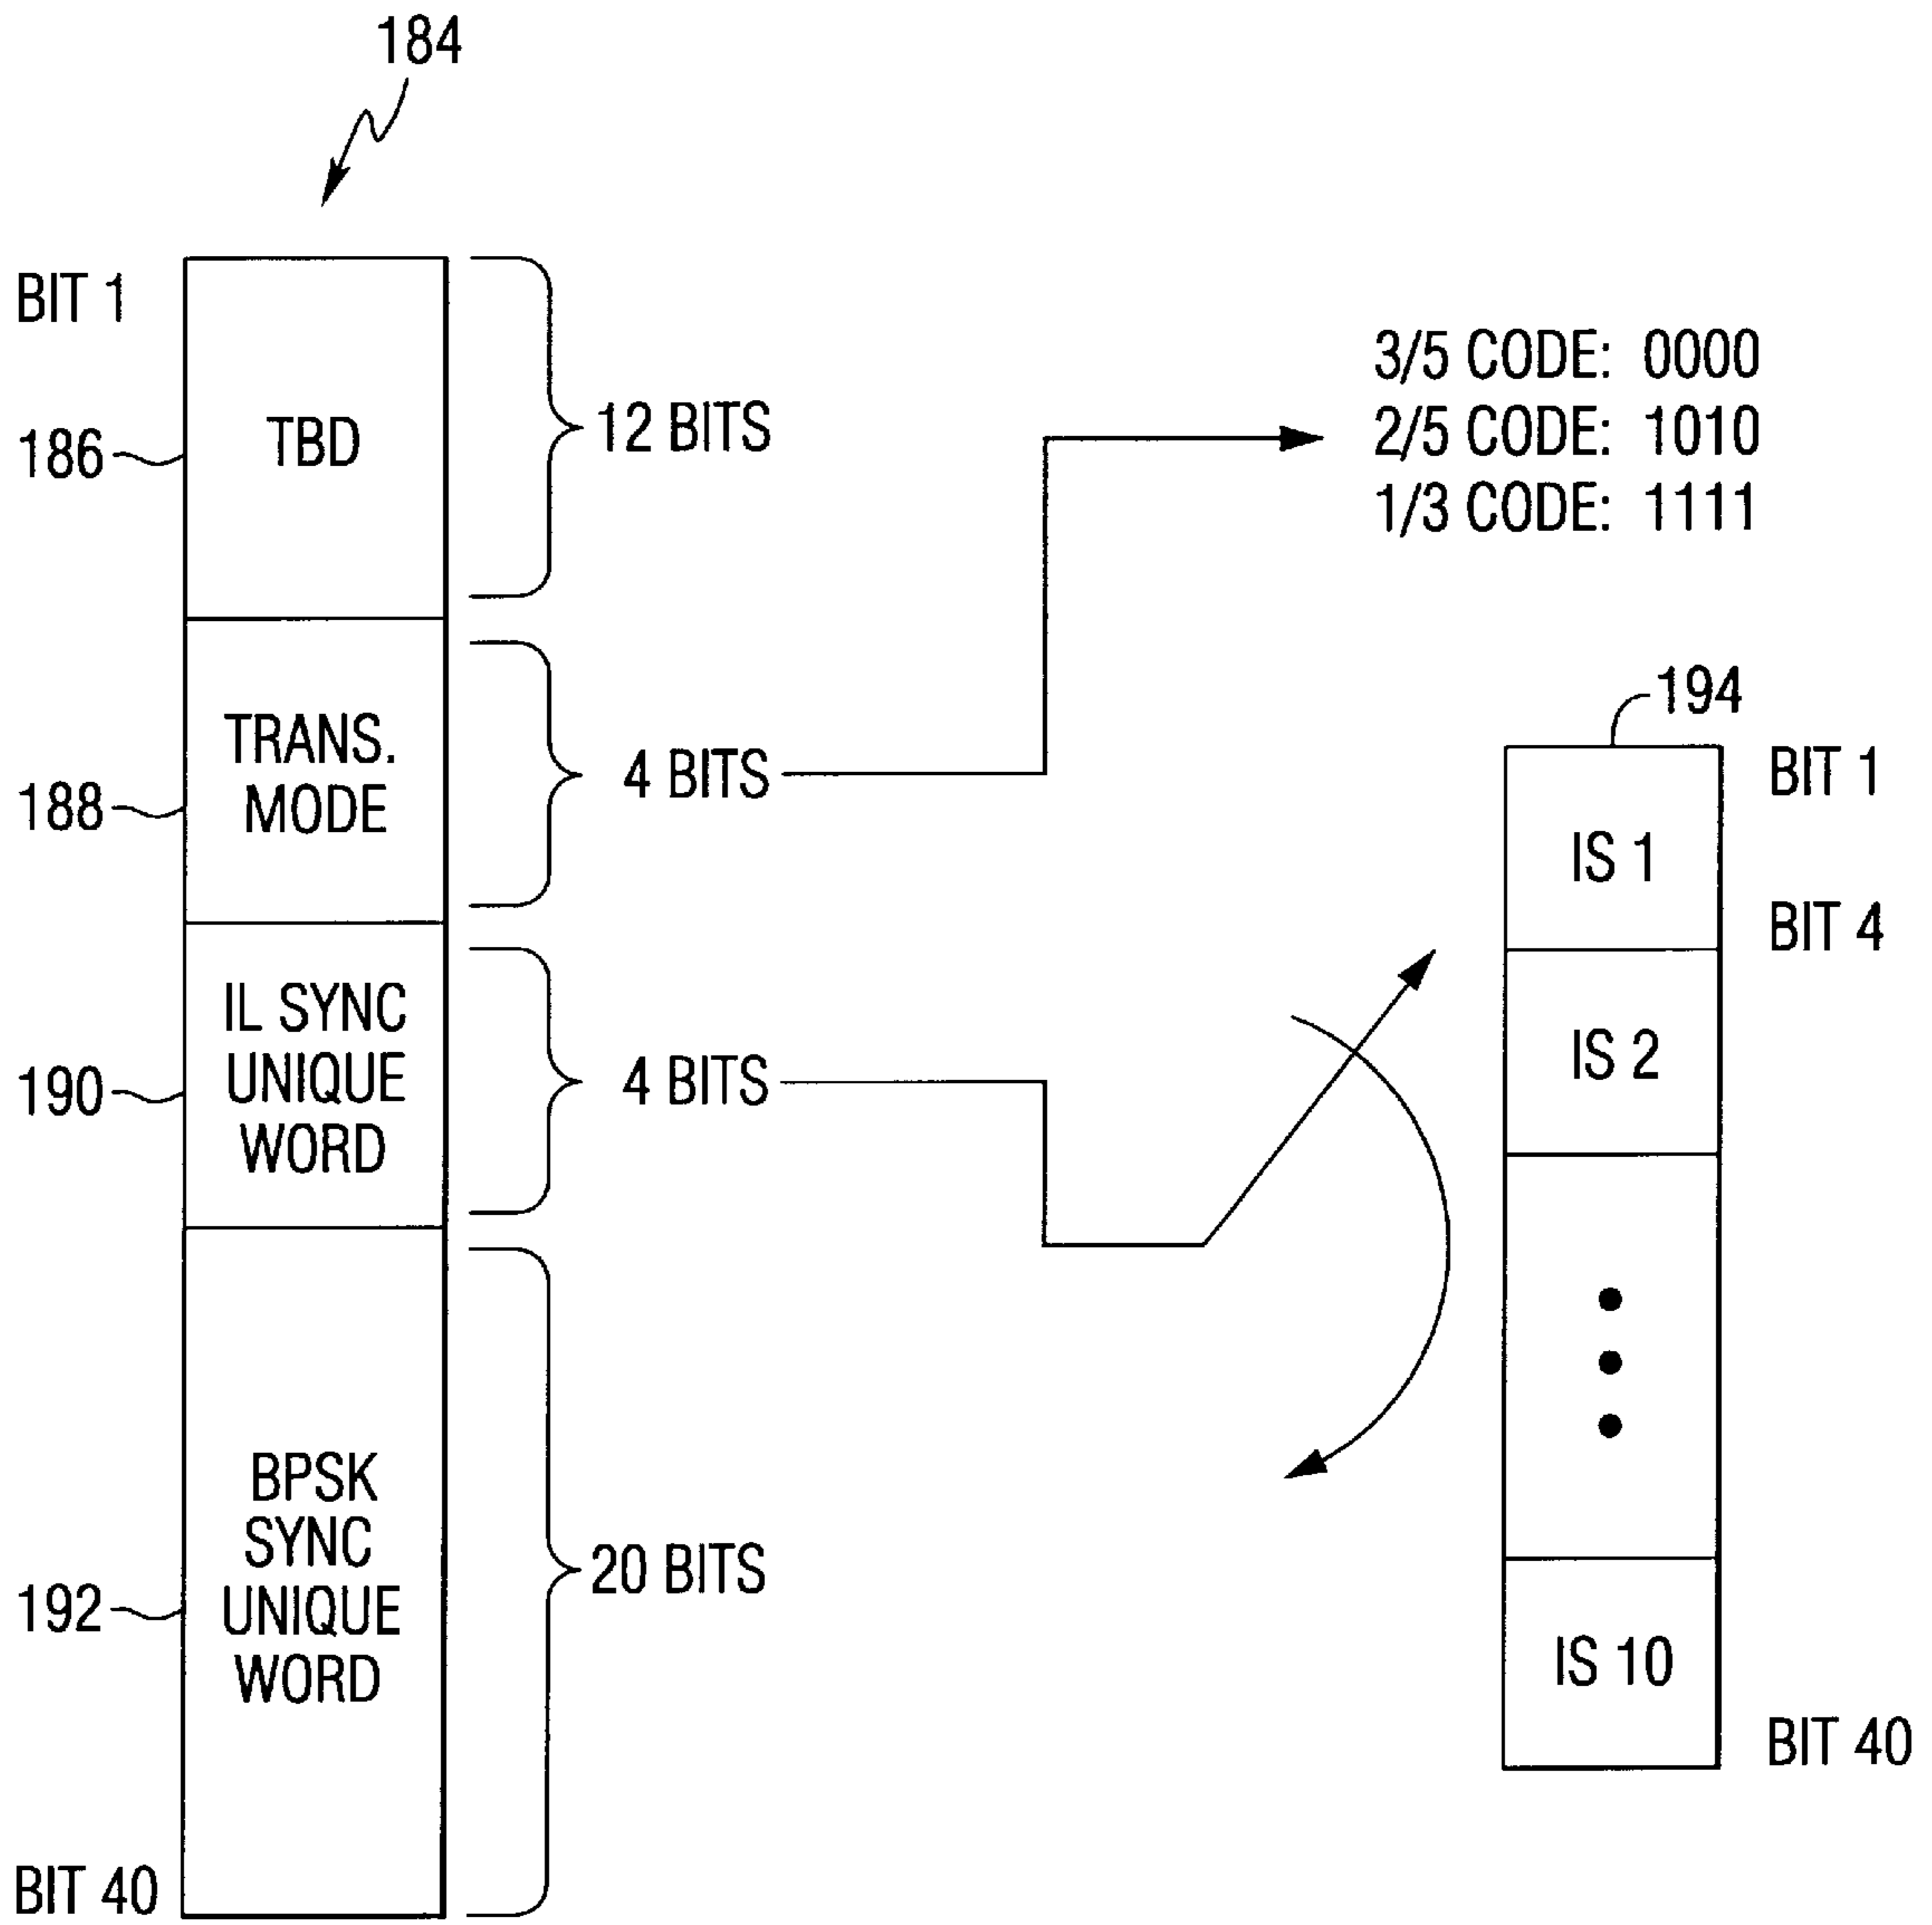 184
BIT 1
186
TBD
12 BITS
3/5 CODE: 0000
2/5 CODE: 1010
1/3 CODE: 1111
188
TRANS.
MODE
4 BITS
190
IL SYNC
UNIQUE
WORD
4 BITS
192
BPSK
SYNC
UNIQUE
WORD
20 BITS
BIT 40
194
BIT 1
IS 1
BIT 4
IS 2
IS 10
BIT 40